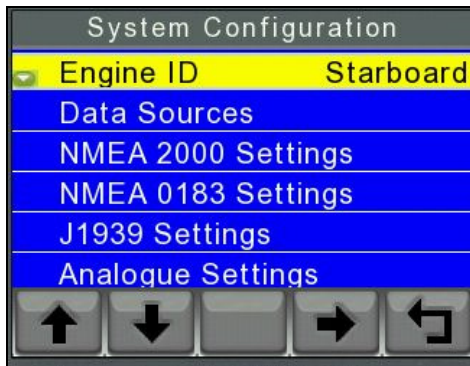 System Configuration
Engine ID Starboard
Data Sources
NMEA 2000 Settings
NMEA 0183 Settings
J1939 Settings
Analogue Settings